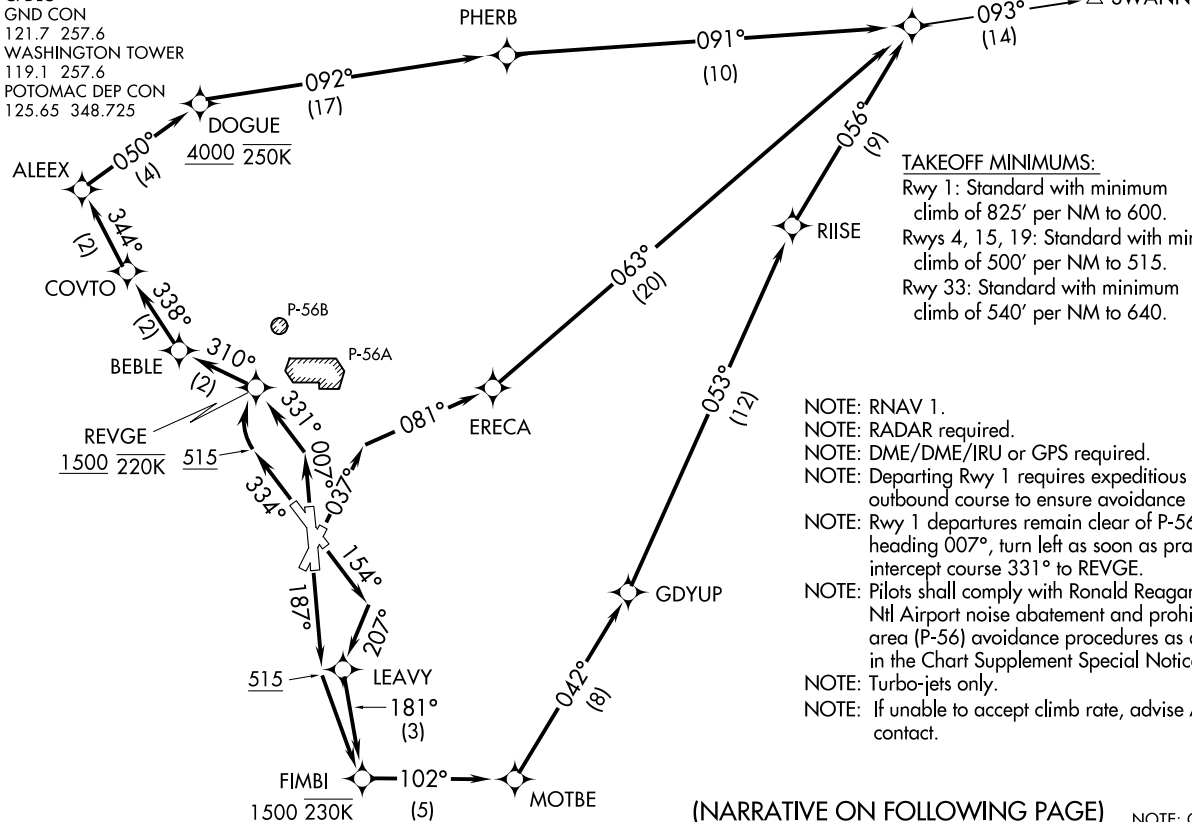 GND CON
121.7 257.6
WASHINGTON TOWER
119.1 257.6
POTOMAC DEP CON
125.65 348.725
PHERB
091°
(10)
093°
(14)
092°
(17)
DOGUE
4000 250K
050°
(4)
ALEEX
344°
(2)
COVTO
338°
(2)
BEBLE
310°
(2)
P-56B
P-56A
REVGE
1500 220K
515
331°
007°
037°
334°
081°
ERECA
063°
(20)
056°
(9)
RIISE
053°
(12)
GDYUP
154°
207°
187°
515
LEAVY
181°
(3)
042°
(8)
FIMBI
1500 230K
102°
(5)
MOTBE
TAKEOFF MINIMUMS:
Rwy 1: Standard with minimum
climb of 825' per NM to 600.
Rwys 4, 15, 19: Standard with
climb of 500' per NM to 515.
Rwy 33: Standard with minimum
climb of 540' per NM to 640.
NOTE: RNAV 1.
NOTE: RADAR required.
NOTE: DME/DME/IRU or GPS required.
NOTE: Departing Rwy 1 requires expeditious
outbound course to ensure avoidance
NOTE: Rwy 1 departures remain clear of
heading 007°, turn left as soon as
intercept course 331° to REVGE.
NOTE: Pilots shall comply with Ronald Reagan
Ntl Airport noise abatement and
area (P-56) avoidance procedures as
in the Chart Supplement Special
NOTE: Turbo-jets only.
NOTE: If unable to accept climb rate, advise
contact.
(NARRATIVE ON FOLLOWING PAGE)
NOTE: